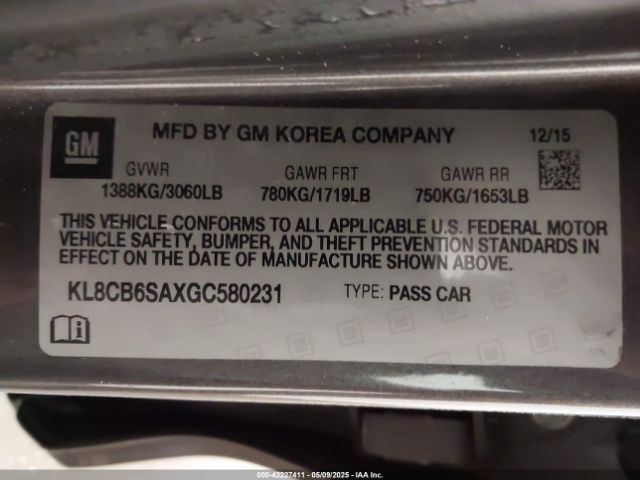 GM
MFD BY GM KOREA COMPANY 12/15
GVWR GAWR FRT GAWR RR
1388KG/3060LB 780KG/1719LB 750KG/1653LB
THIS VEHICLE CONFORMS TO ALL APPLICABLE U.S. FEDERAL MOTOR
VEHICLE SAFETY, BUMPER, AND THEFT PREVENTION STANDARDS IN
EFFECT ON THE DATE OF MANUFACTURE SHOWN ABOVE.
KL8CB6SAXGC580231 TYPE: PASS CAR
000-42227411 - 05/09/2025 - IAA Inc.